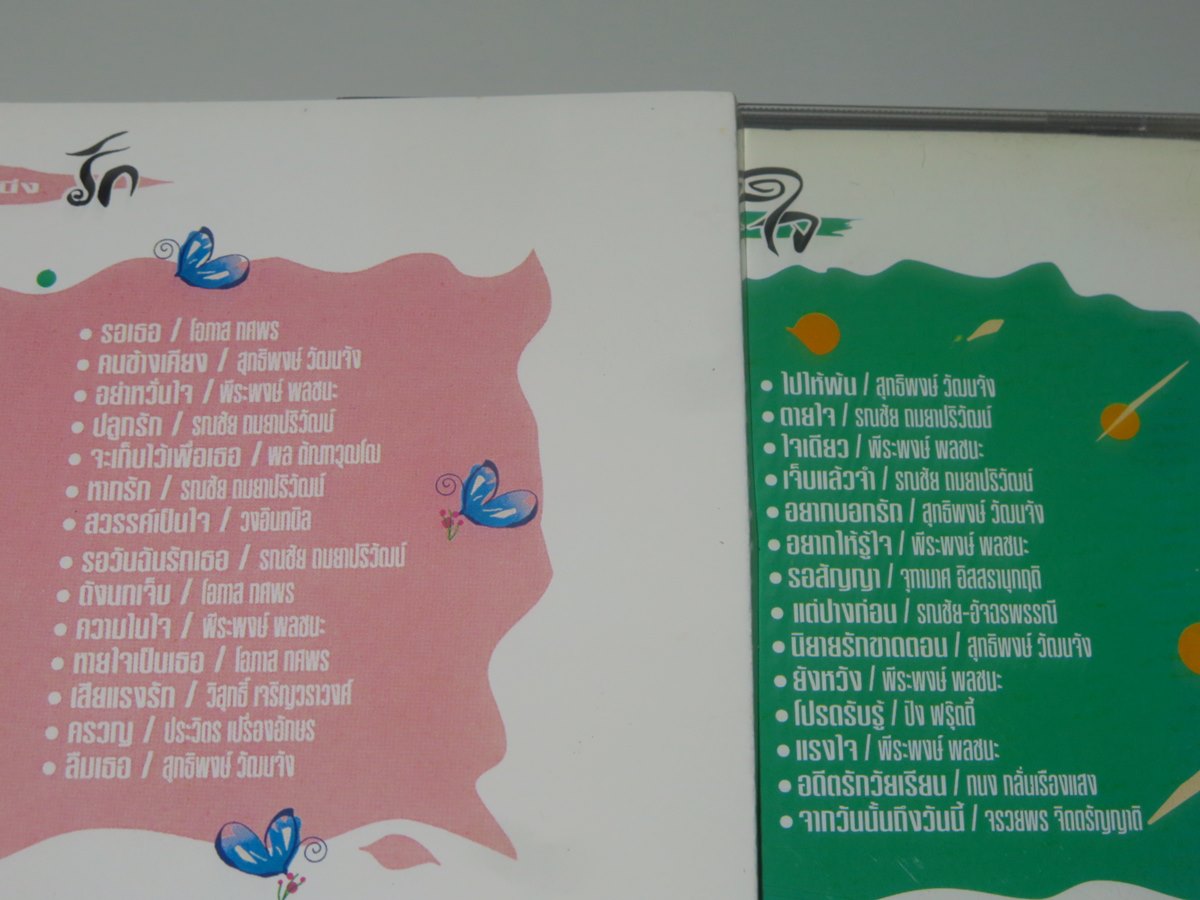 รัก
รอเธอ / โอภาส ทศพร
คนข้างเคียง / สุทธิพงษ์ วัฒนจัง
อย่าหวั่นใจ / พีระพงษ์ พลชนะ
ปลูกรัก / รณชัย ถมยาปริวัฒน์
จะเก็บไว้เพื่อเธอ / พล ตัณฑวุฒโฒ
หากรัก / รณชัย ถมยาปริวัฒน์
สวรรค์เป็นใจ / วงอินทนิล
รอวันฉันรักเธอ / รณชัย ถมยาปริวัฒน์
ดังนกเจ็บ / โอภาส ทศพร
ความในใจ / พีระพงษ์ พลชนะ
หายใจเป็นเธอ / โอภาส ทศพร
เสียแรงรัก / วิสุทธิ์ เจริญวราวงศ์
ครวญ / ประวิตร เปรื่องอักษร
ลืมเธอ / สุทธิพงษ์ วัฒนจัง
ใจ
ไปให้พ้น / สุทธิพงษ์ วัฒนจัง
ตายใจ / รณชัย ถมยาปริวัฒน์
ใจเดียว / พีระพงษ์ พลชนะ
เจ็บแล้วจำ / รณชัย ถมยาปริวัฒน์
อยากบอกรัก / สุทธิพงษ์ วัฒนจัง
อยากให้รู้ใจ / พีระพงษ์ พลชนะ
รอสัญญา / จุฑามาศ อิสสรานุกฤติ
แต่ปางก่อน / รณชัย-อัจฉรพรรณี
นิยายรักขาดตอน / สุทธิพงษ์ วัฒนจัง
ยังหวัง / พีระพงษ์ พลชนะ
โปรดรับรู้ / ปิง ฟรุ๊ตตี้
แรงใจ / พีระพงษ์ พลชนะ
อดีตรักวัยเรียน / ทนง กลั่นเรืองแสง
จากวันนั้นถึงวันนี้ / จรวยพร จิตตรัญญาติ